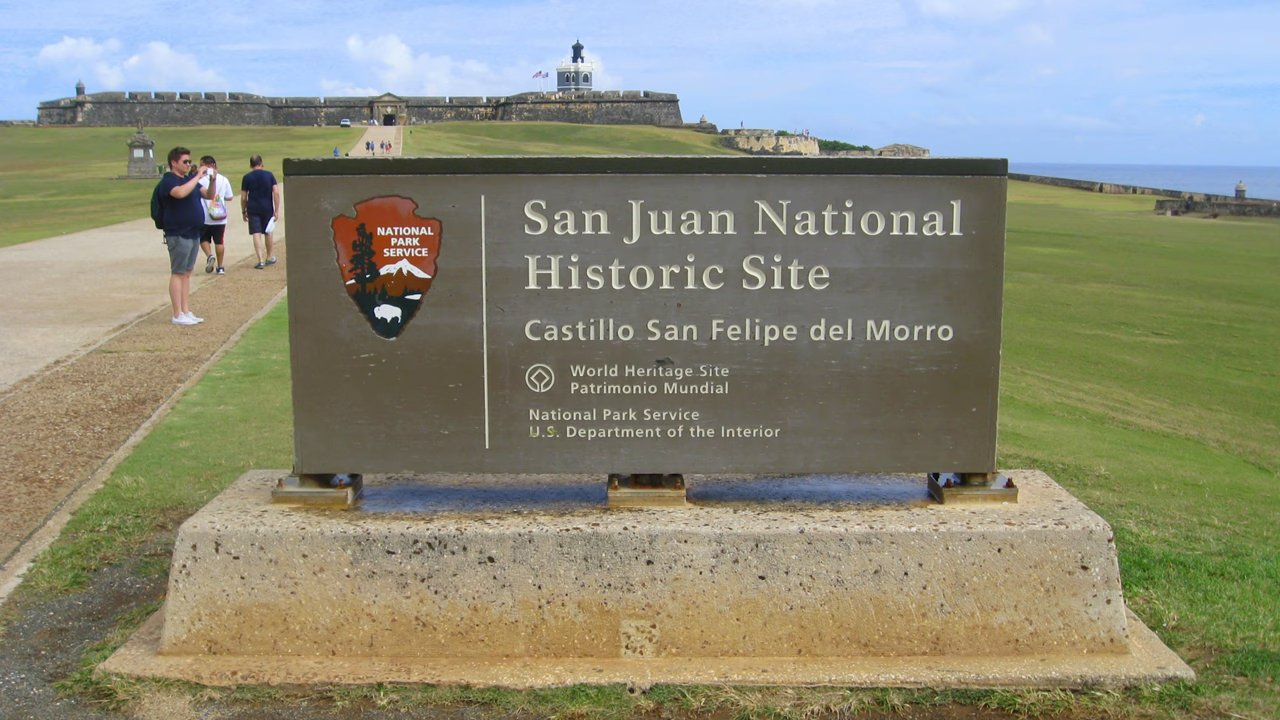 NATIONAL
PARK
SERVICE
San Juan National
Historic Site
Castillo San Felipe del Morro
World Heritage Site
Patrimonio Mundial
National Park Service
U.S. Department of the Interior